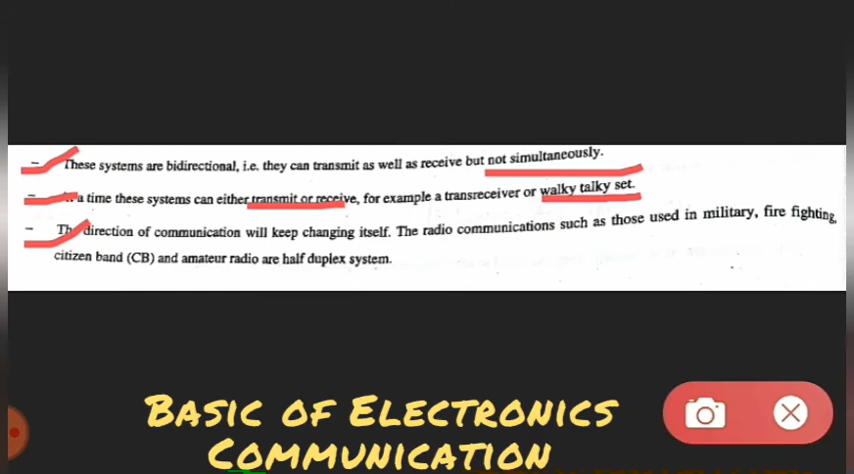 – These systems are bidirectional, i.e. they can transmit as well as receive but not simultaneously.
– a time these systems can either transmit or receive, for example a transreceiver or walky talky set.
– The direction of communication will keep changing itself. The radio communications such as those used in military, fire fighting,
citizen band (CB) and amateur radio are half duplex system.
BASIC OF ELECTRONICS
COMMUNICATION